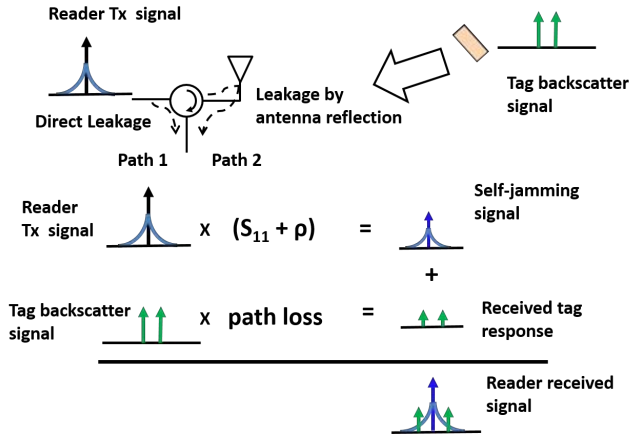 Reader Tx signal
Tag backscatter
signal
Leakage by
antenna reflection
Direct Leakage
Path 1 Path 2
Self-jamming
signal
Reader
Tx signal
x (S11 + ρ) =
+
Tag backscatter
signal
x path loss =
Received tag
response
Reader received
signal